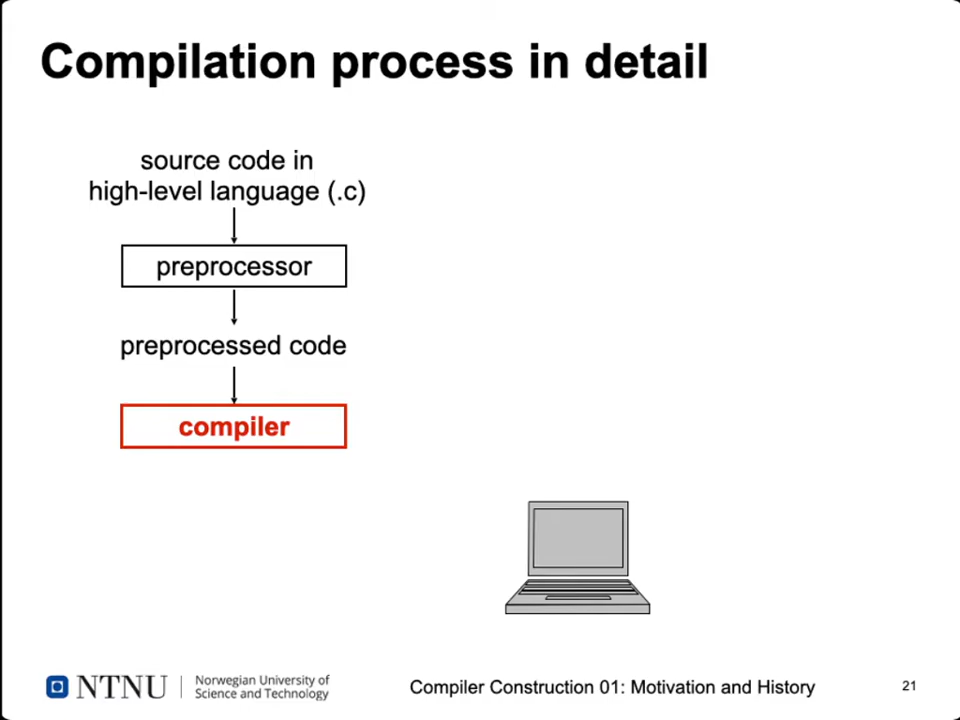 Compilation process in detail
source code in
high-level language (.c)
preprocessor
preprocessed code
compiler
NTNU
Norwegian University of
Science and Technology
Compiler Construction 01: Motivation and History
21